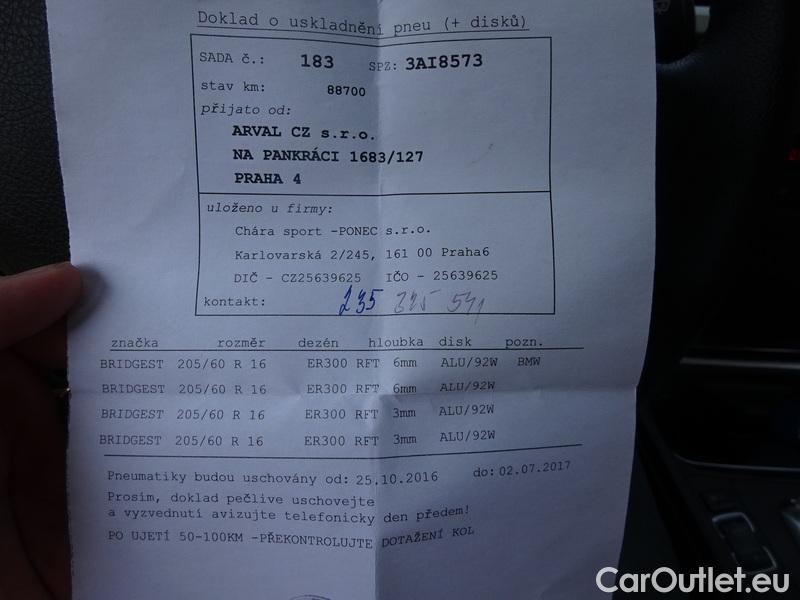 Doklad o uskladnění pneu (+ disků)
SADA č.: 183 SPZ: 3AI8573
stav km: 88700
přijato od:
ARVAL CZ s.r.o.
NA PANKRÁCI 1683/127
PRAHA 4
uloženo u firmy:
Chára sport -PONEC s.r.o.
Karlovarská 2/245, 161 00 Praha6
DIČ - CZ25639625 IČO - 25639625
kontakt: 235 325 541
značka rozměr dezén hloubka disk pozn.
BRIDGEST 205/60 R 16 ER300 RFT 6mm ALU/92W BMW
BRIDGEST 205/60 R 16 ER300 RFT 6mm ALU/92W
BRIDGEST 205/60 R 16 ER300 RFT 3mm ALU/92W
BRIDGEST 205/60 R 16 ER300 RFT 3mm ALU/92W
Pneumatiky budou uschovány od: 25.10.2016 do: 02.07.2017
Prosím, doklad pečlive uschovejte
a vyzvednutí avizujte telefonicky den předem!
PO UJETÍ 50-100KM -PŘEKONTROLUJTE DOTAŽENÍ KOL
CarOutlet.eu